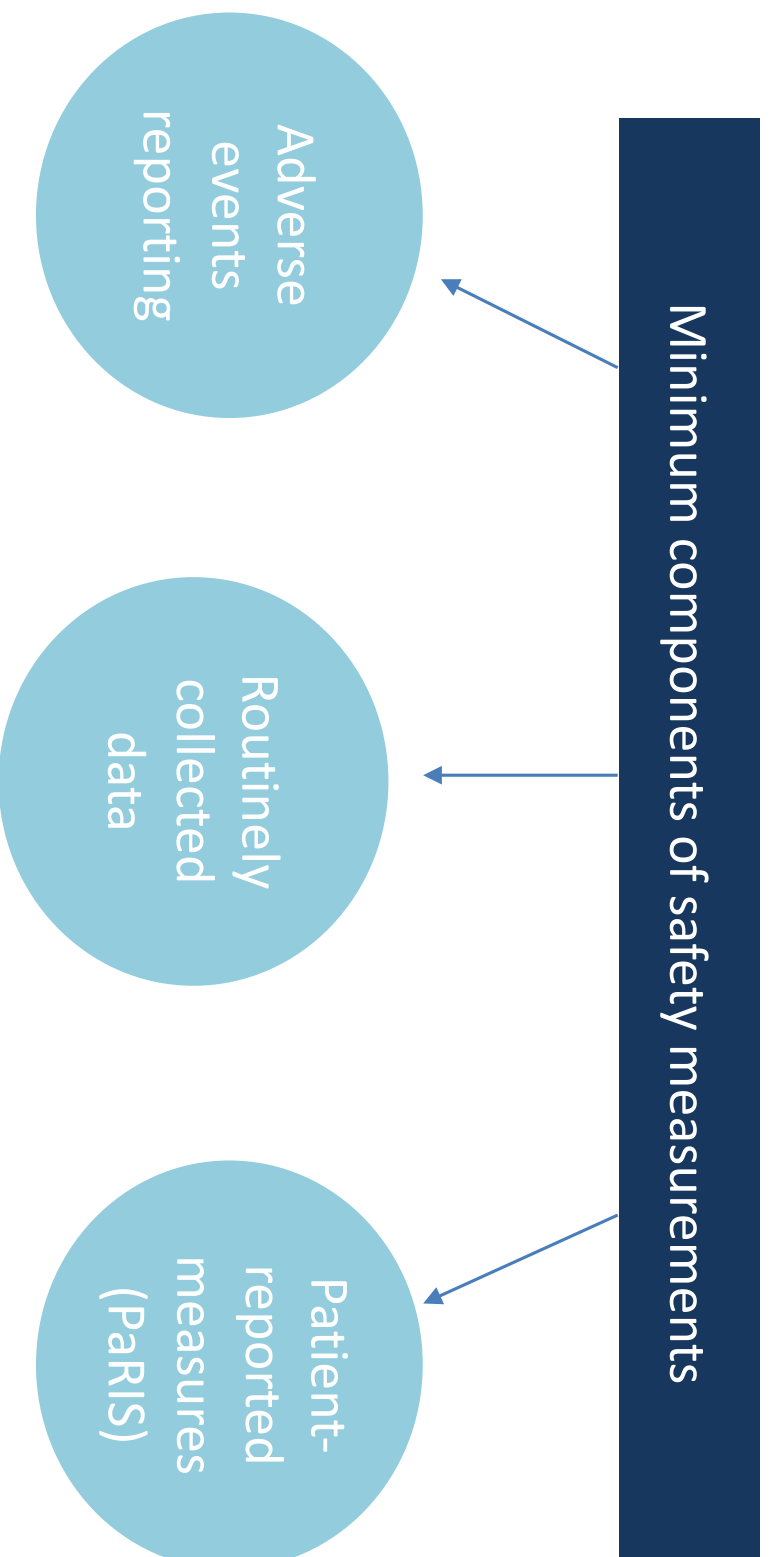 Minimum components of safety measurements
Adverse
events
reporting
Routinely
collected
data
Patient-
reported
measures
(PaRIS)